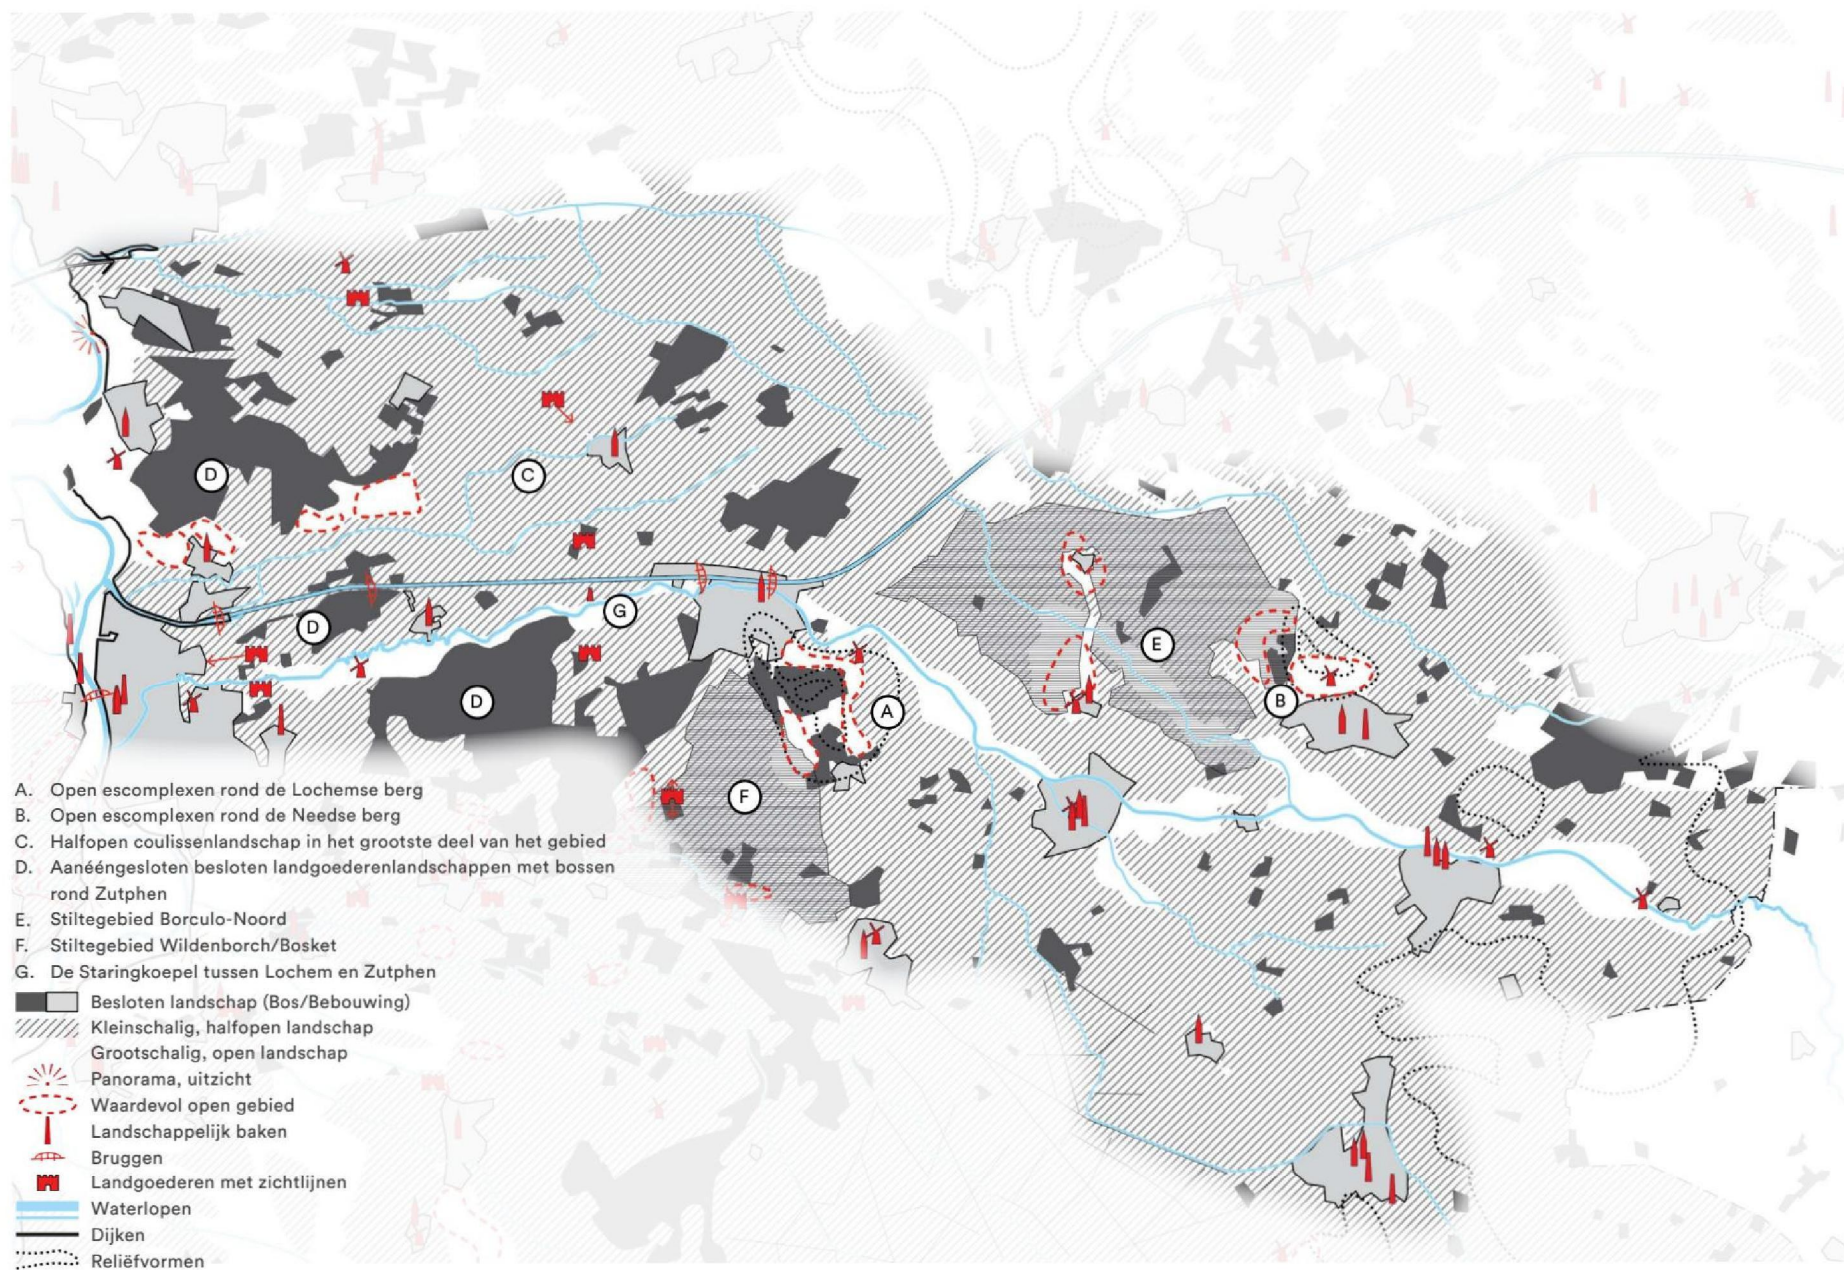 D
C
D
G
D
E
B
A
F
A. Open escomplexen rond de Lochemse berg
B. Open escomplexen rond de Needse berg
C. Halfopen coulissenlandschap in het grootste deel van het gebied
D. Aanééngesloten besloten landgoederenlandschappen met bossen
rond Zutphen
E. Stiltegebied Borculo-Noord
F. Stiltegebied Wildenborch/Bosket
G. De Staringkoepel tussen Lochem en Zutphen
Besloten landschap (Bos/Bebouwing)
Kleinschalig, halfopen landschap
Grootschalig, open landschap
Panorama, uitzicht
Waardevol open gebied
Landschappelijk baken
Bruggen
Landgoederen met zichtlijnen
Waterlopen
Dijken
Reliëfvormen